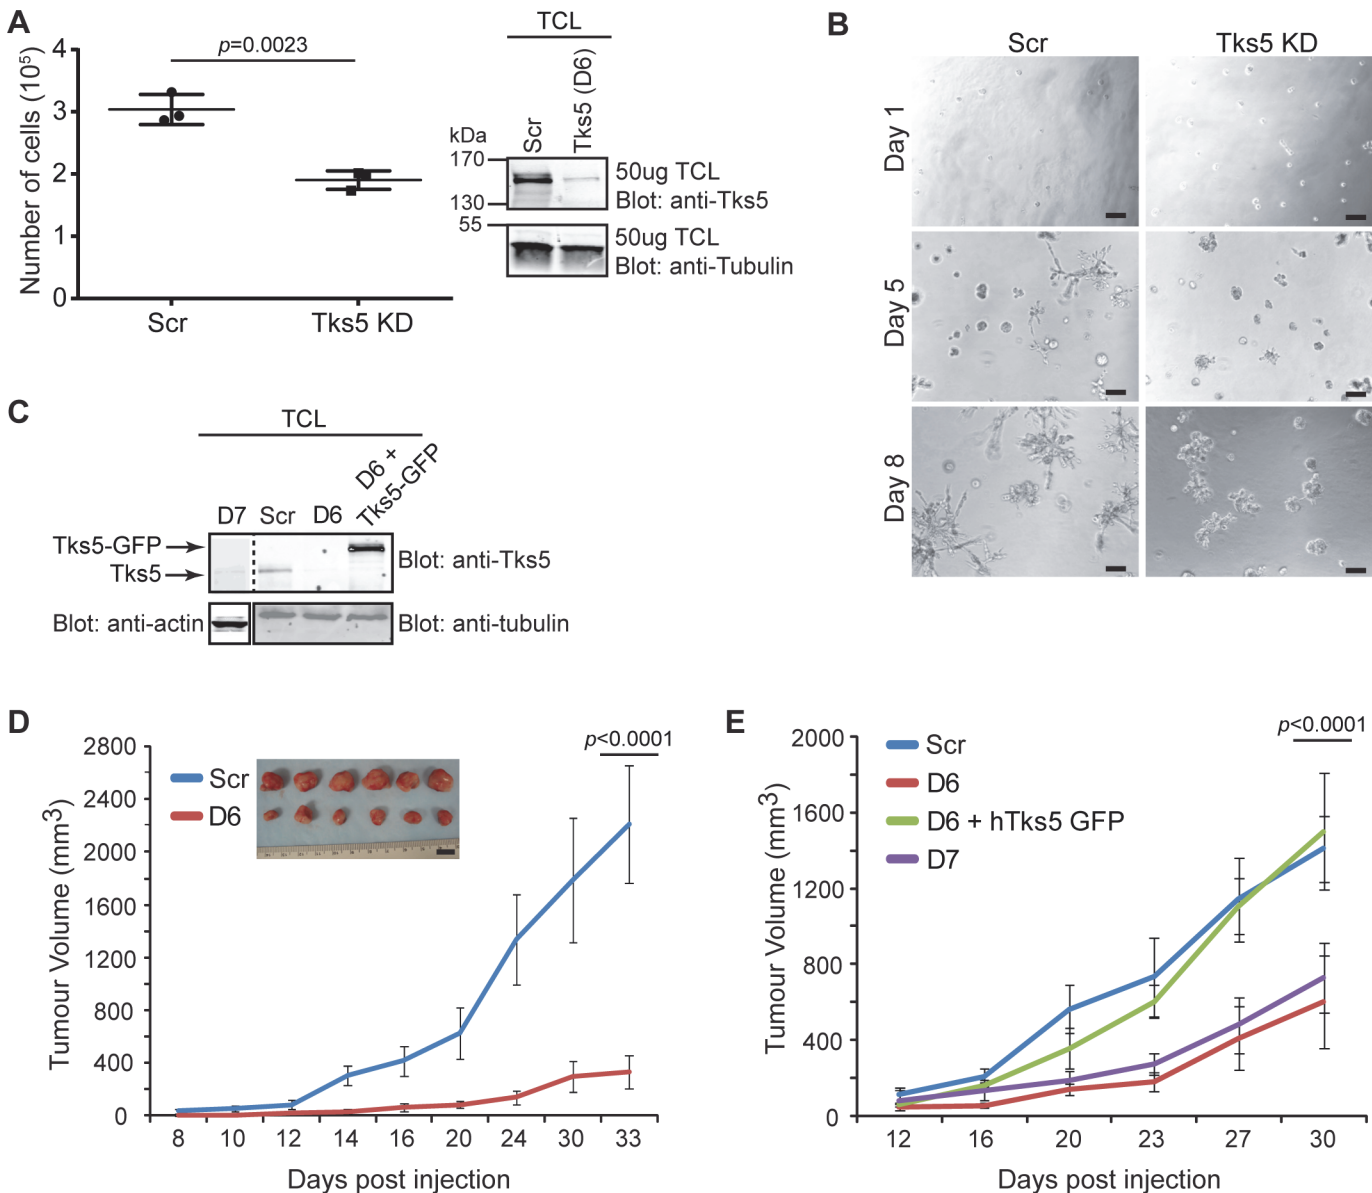 A
Number of cells (10⁵)
4
3
2
1
0
p=0.0023
Scr
Tks5 KD
TCL
kDa
Scr
Tks5 (D6)
170
130
55
50ug TCL
Blot: anti-Tks5
50ug TCL
Blot: anti-Tubulin
B
Scr
Tks5 KD
Day 1
Day 5
Day 8
C
TCL
D7
Scr
D6
D6 +
Tks5-GFP
Tks5-GFP
Tks5
Blot: anti-Tks5
Blot: anti-actin
Blot: anti-tubulin
D
Tumour Volume (mm³)
2800
2400
2000
1600
1200
800
400
0
Scr
D6
p<0.0001
8 10 12 14 16 20 24 30 33
Days post injection
E
Tumour Volume (mm³)
2000
1600
1200
800
400
0
Scr
D6
D6 + hTks5 GFP
D7
p<0.0001
12 16 20 23 27 30
Days post injection